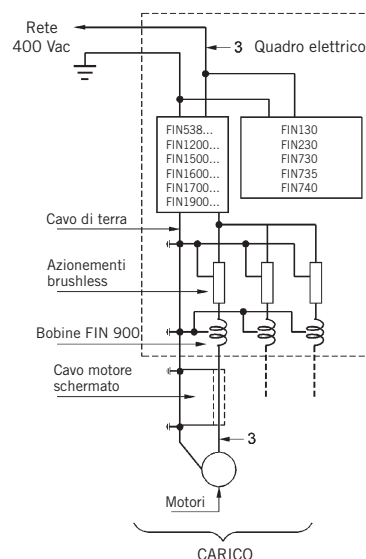 Rete
400 Vac
3 Quadro elettrico
FIN538...
FIN1200...
FIN1500...
FIN1600...
FIN1700...
FIN1900...
FIN130
FIN230
FIN730
FIN735
FIN740
Cavo di terra
Azionementi
brushless
Bobine FIN 900
Cavo motore
schermato
3
Motori
CARICO